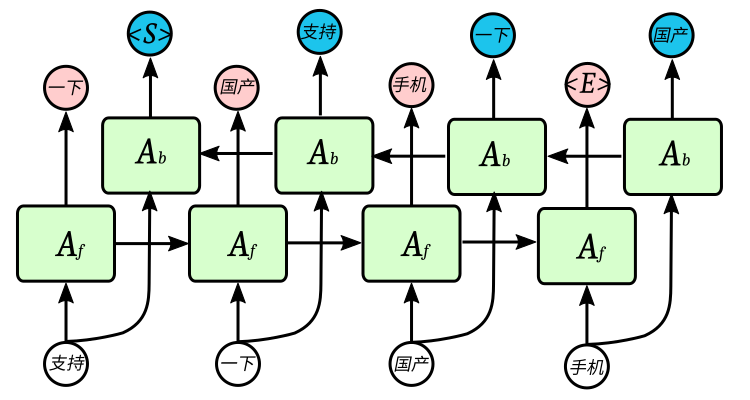 <S> 支持 一下 国产
一下 国产 手机 <E>
A_b A_b A_b A_b
A_f A_f A_f A_f
支持 一下 国产 手机